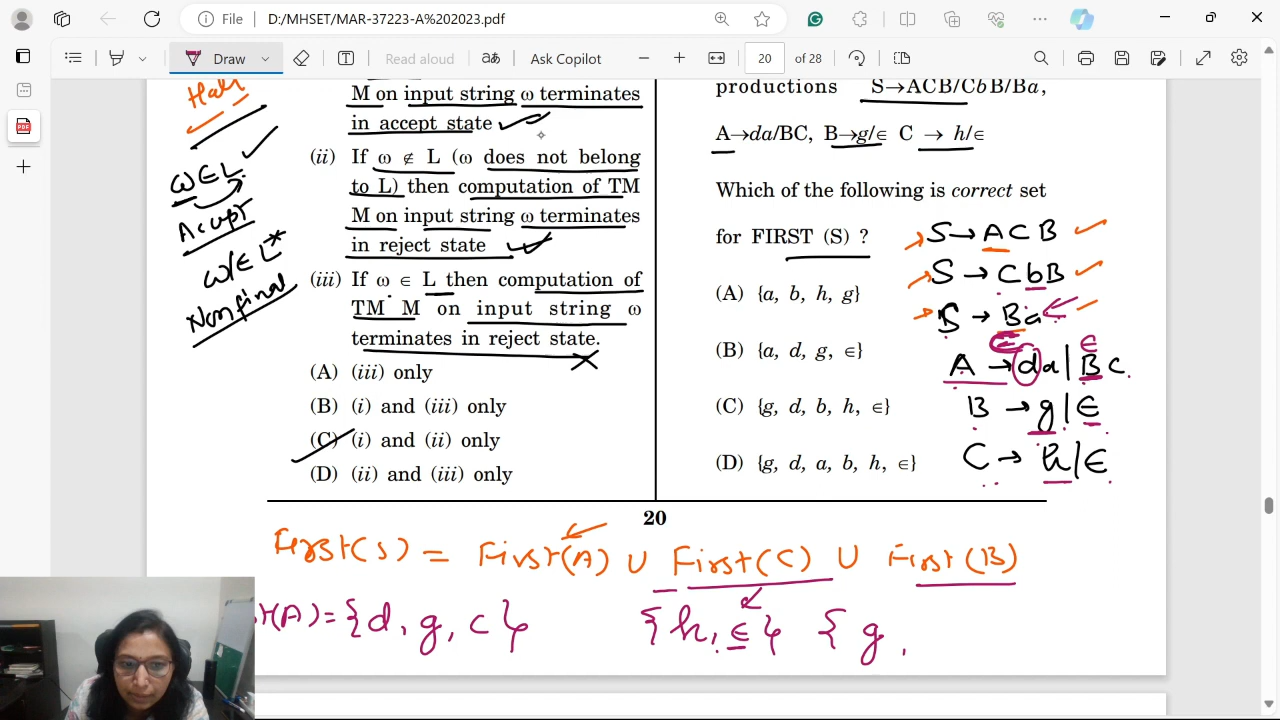 File D:/MHSET/MAR-37223-A%202023.pdf
Draw Read aloud aあ Ask Copilot 20 of 28
Half
M on input string ω terminates
in accept state
(ii) If ω ∉ L (ω does not belong
to L) then computation of TM
M on input string ω terminates
in reject state
(iii) If ω ∈ L then computation of
TM M on input string ω
terminates in reject state.
(A) (iii) only
(B) (i) and (iii) only
(C) (i) and (ii) only
(D) (ii) and (iii) only
ω∈L
Accept
Nonfinal
productions S→ACB/CbB/Ba,
A→da/BC, B→g/∈ C → h/∈
Which of the following is correct set
for FIRST (S) ?
(A) {a, b, h, g}
(B) {a, d, g, ∈}
(C) {g, d, b, h, ∈}
(D) {g, d, a, b, h, ∈}
S→ACB
S→CbB
S→Ba
∈ ∈
A→da|BC
B→g|∈
C→h|∈
20
First(S) = First(A) ∪ First(C) ∪ First(B)
(A)={d, g, c} {h, ∈} {g,